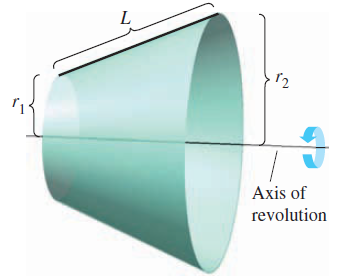 L
r₂
r₁
Axis of
revolution